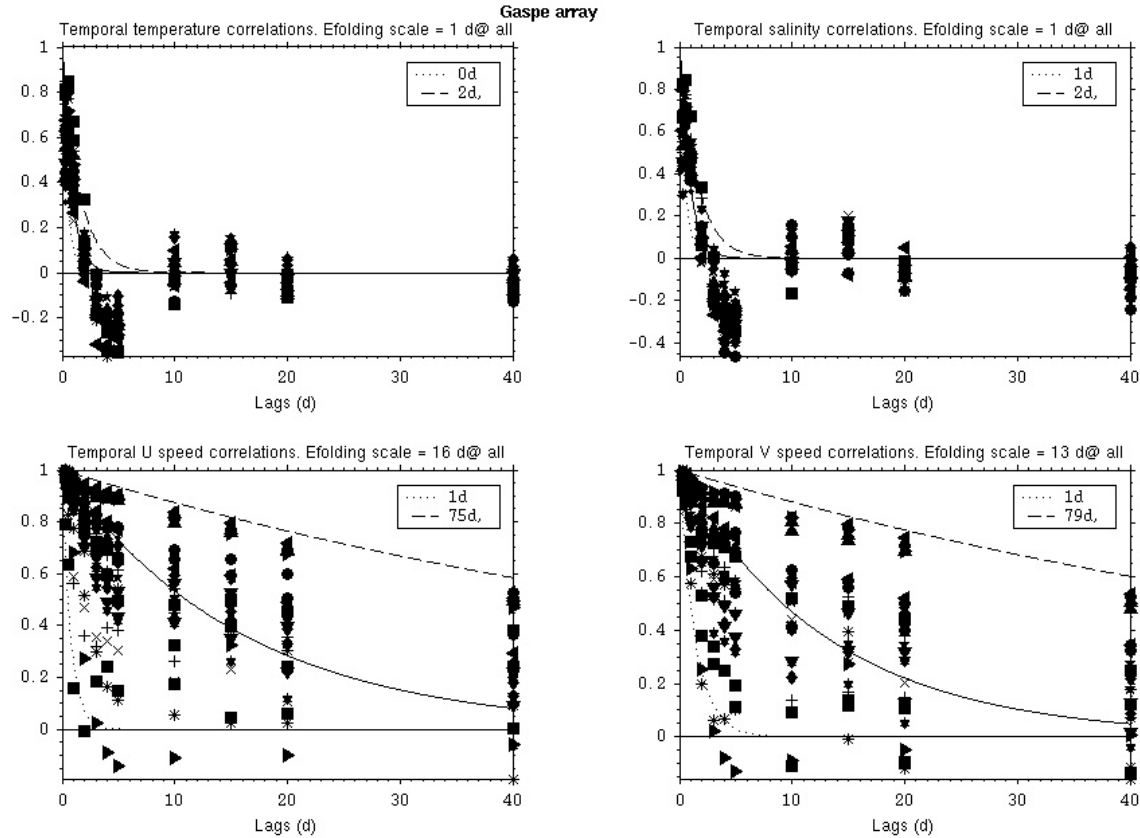 Gaspe array
Temporal temperature correlations. Efolding scale = 1 d@ all
1
0.8
0.6
0.4
0.2
0
-0.2
0 10 20 30 40
Lags (d)
0d
2d,
Temporal salinity correlations. Efolding scale = 1 d@ all
1
0.8
0.6
0.4
0.2
0
-0.2
-0.4
0 10 20 30 40
Lags (d)
1d
2d,
Temporal U speed correlations. Efolding scale = 16 d@ all
1
0.8
0.6
0.4
0.2
0
0 10 20 30 40
Lags (d)
1d
75d,
Temporal V speed correlations. Efolding scale = 13 d@ all
1
0.8
0.6
0.4
0.2
0
0 10 20 30 40
Lags (d)
1d
79d,